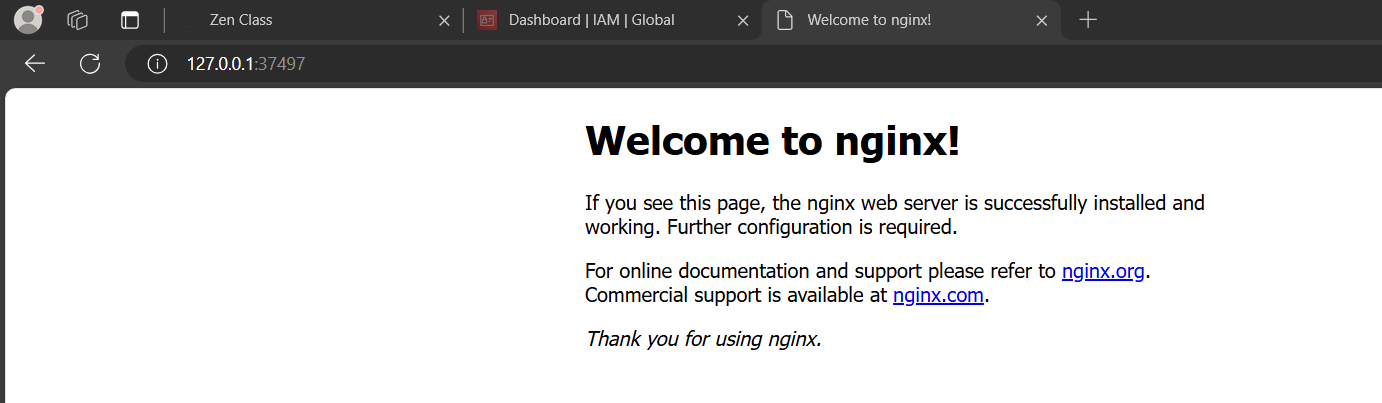 Zen Class
Dashboard | IAM | Global
Welcome to nginx!
127.0.0.1:37497
Welcome to nginx!
If you see this page, the nginx web server is successfully installed and
working. Further configuration is required.
For online documentation and support please refer to nginx.org.
Commercial support is available at nginx.com.
Thank you for using nginx.